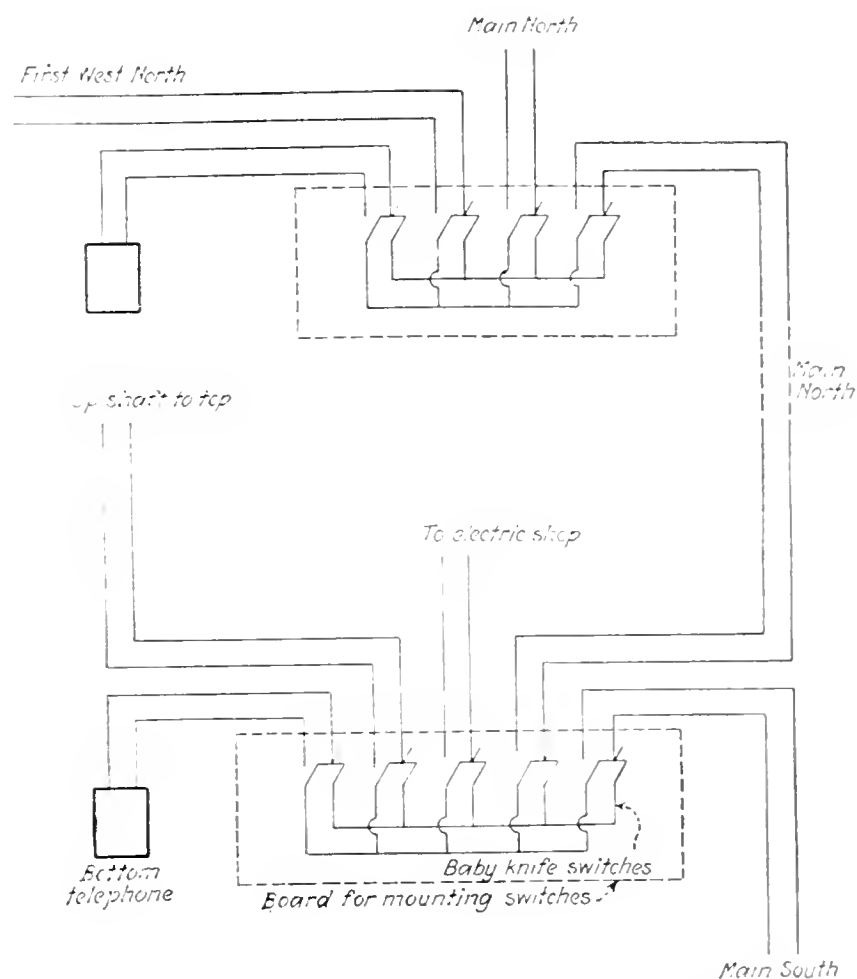 Main North
First West North
Main
North
shaft to top
To electric shop
Baby knife switches
Bottom
telephone
Board for mounting switches
Main South